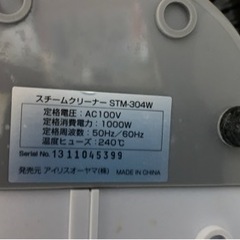 スチームクリーナー STM-304W
定格電圧：AC100V
定格消費電力：1000W
定格周波数：50Hz／60Hz
温度ヒューズ：240℃
Serial No. 1311045399
発売元 アイリスオーヤマ(株) MADE IN CHINA